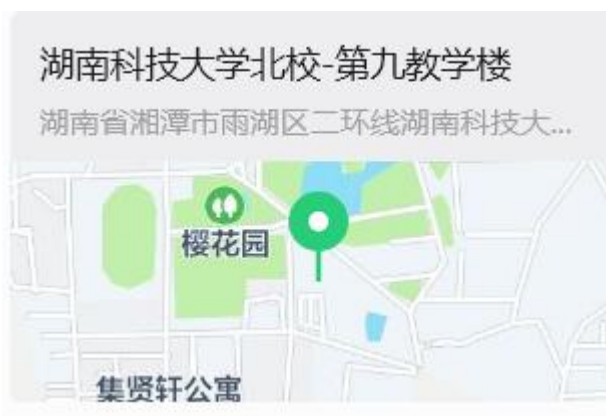 湖南科技大学北校-第九教学楼
湖南省湘潭市雨湖区二环线湖南科技大...
樱花园
集贤轩公寓